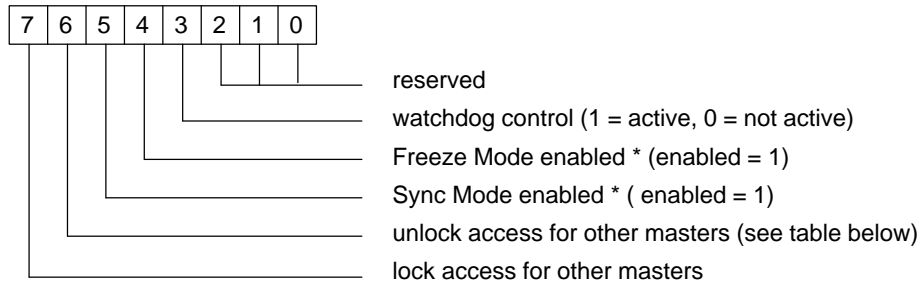 7 6 5 4 3 2 1 0
reserved
watchdog control (1 = active, 0 = not active)
Freeze Mode enabled * (enabled = 1)
Sync Mode enabled * ( enabled = 1)
unlock access for other masters (see table below)
lock access for other masters